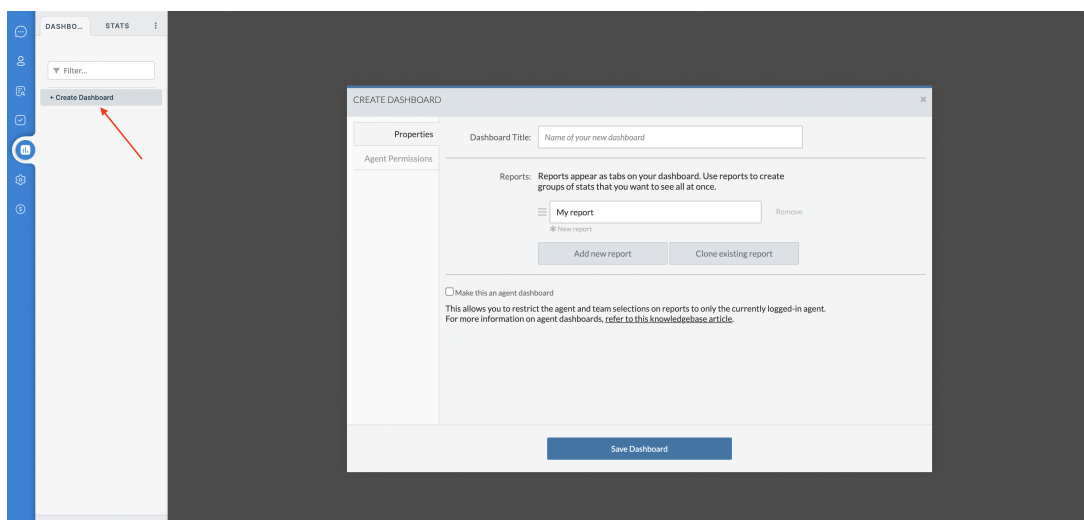 DASHBO... STATS
Filter...
+ Create Dashboard
CREATE DASHBOARD ×
Properties
Agent Permissions
Dashboard Title: Name of your new dashboard
Reports: Reports appear as tabs on your dashboard. Use reports to create
groups of stats that you want to see all at once.
My report Remove
New report
Add new report Clone existing report
Make this an agent dashboard
This allows you to restrict the agent and team selections on reports to only the currently logged-in agent.
For more information on agent dashboards, refer to this knowledgebase article.
Save Dashboard